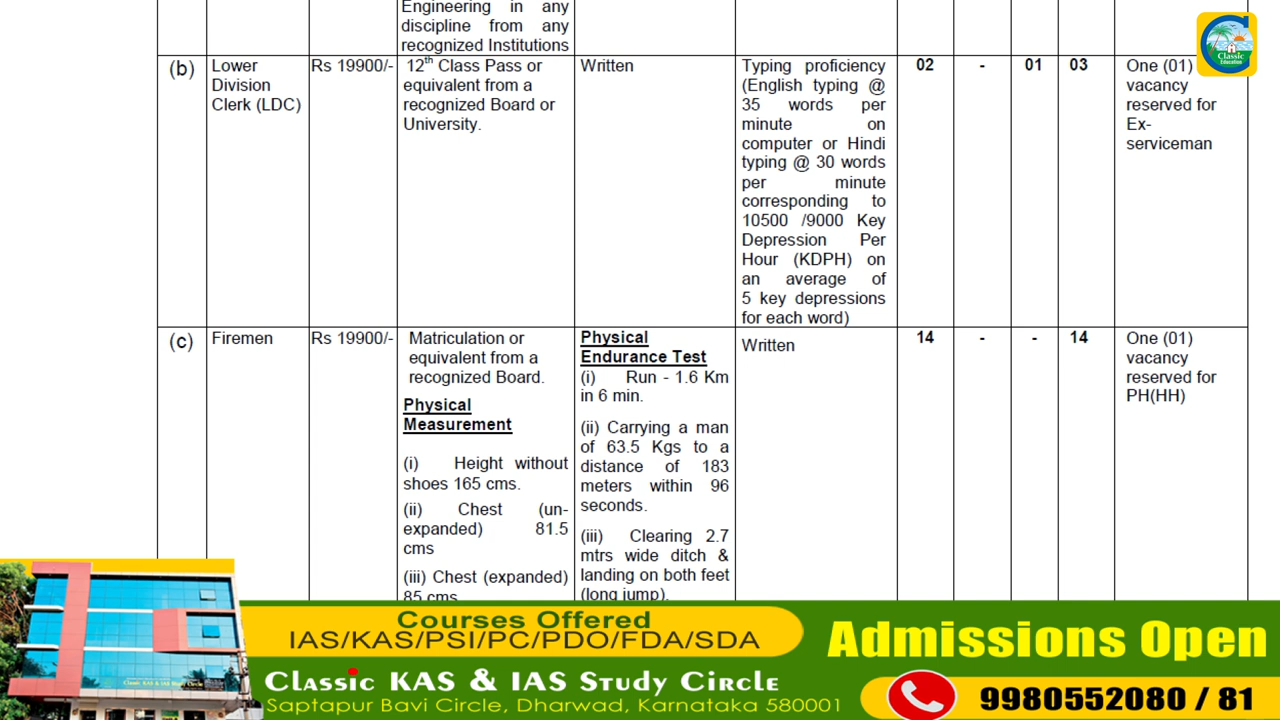 Engineering in any
discipline from any
recognized Institutions
(b)
Lower
Division
Clerk (LDC)
Rs 19900/-
12th Class Pass or
equivalent from a
recognized Board or
University.
Written
Typing proficiency
(English typing @
35 words per
minute on
computer or Hindi
typing @ 30 words
per minute
corresponding to
10500 /9000 Key
Depression Per
Hour (KDPH) on
an average of
5 key depressions
for each word)
02
-
01
03
One (01)
vacancy
reserved for
Ex-
serviceman
(c)
Firemen
Rs 19900/-
Matriculation or
equivalent from a
recognized Board.
Physical
Measurement
(i) Height without
shoes 165 cms.
(ii) Chest (un-
expanded) 81.5
cms
(iii) Chest (expanded)
85 cms
Physical
Endurance Test
(i) Run - 1.6 Km
in 6 min.
(ii) Carrying a man
of 63.5 Kgs to a
distance of 183
meters within 96
seconds.
(iii) Clearing 2.7
mtrs wide ditch &
landing on both feet
(long jump).
Written
14
-
-
14
One (01)
vacancy
reserved for
PH(HH)
Classic
Education
Courses Offered
IAS/KAS/PSI/PC/PDO/FDA/SDA
Classic KAS & IAS Study Circle
Saptapur Bavi Circle, Dharwad, Karnataka 580001
Admissions Open
9980552080 / 81